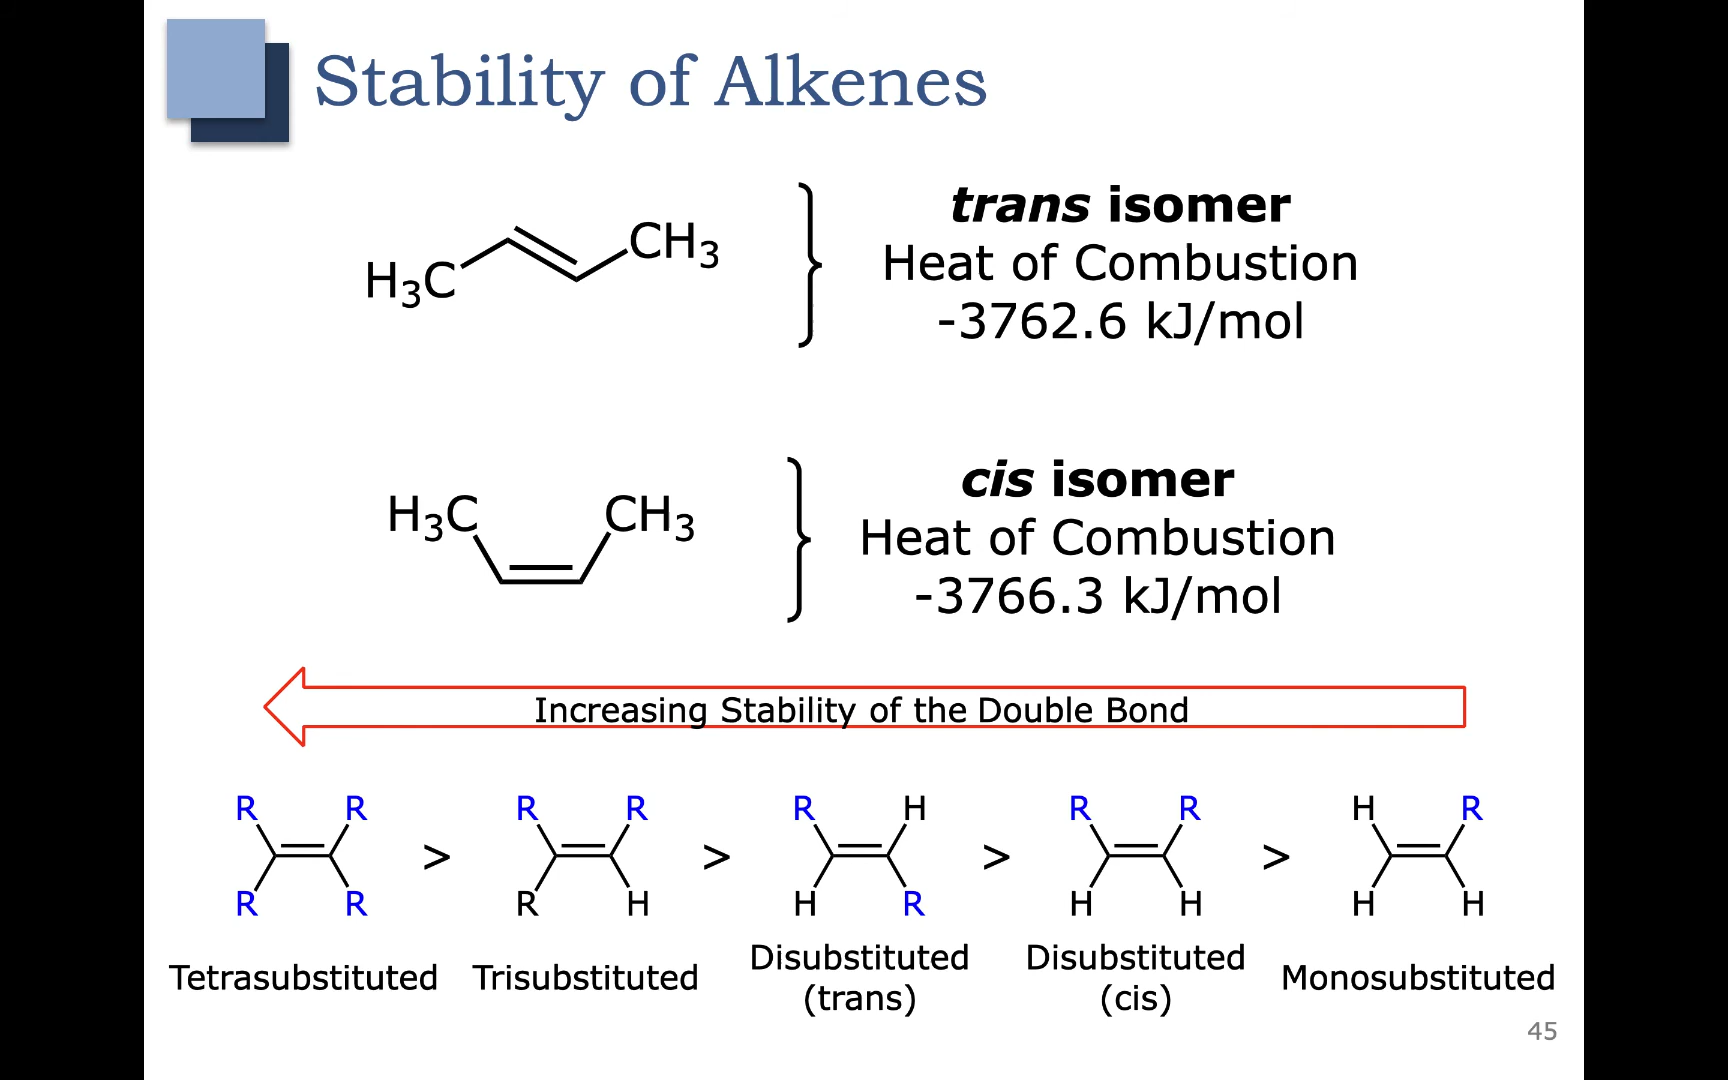 Stability of Alkenes
trans isomer
Heat of Combustion
-3762.6 kJ/mol
H₃C
CH₃
cis isomer
Heat of Combustion
-3766.3 kJ/mol
H₃C
CH₃
Increasing Stability of the Double Bond
R R R R R H R R H R
> > > >
R R R H H R H H H H
Tetrasubstituted
Trisubstituted
Disubstituted
(trans)
Disubstituted
(cis)
Monosubstituted
45